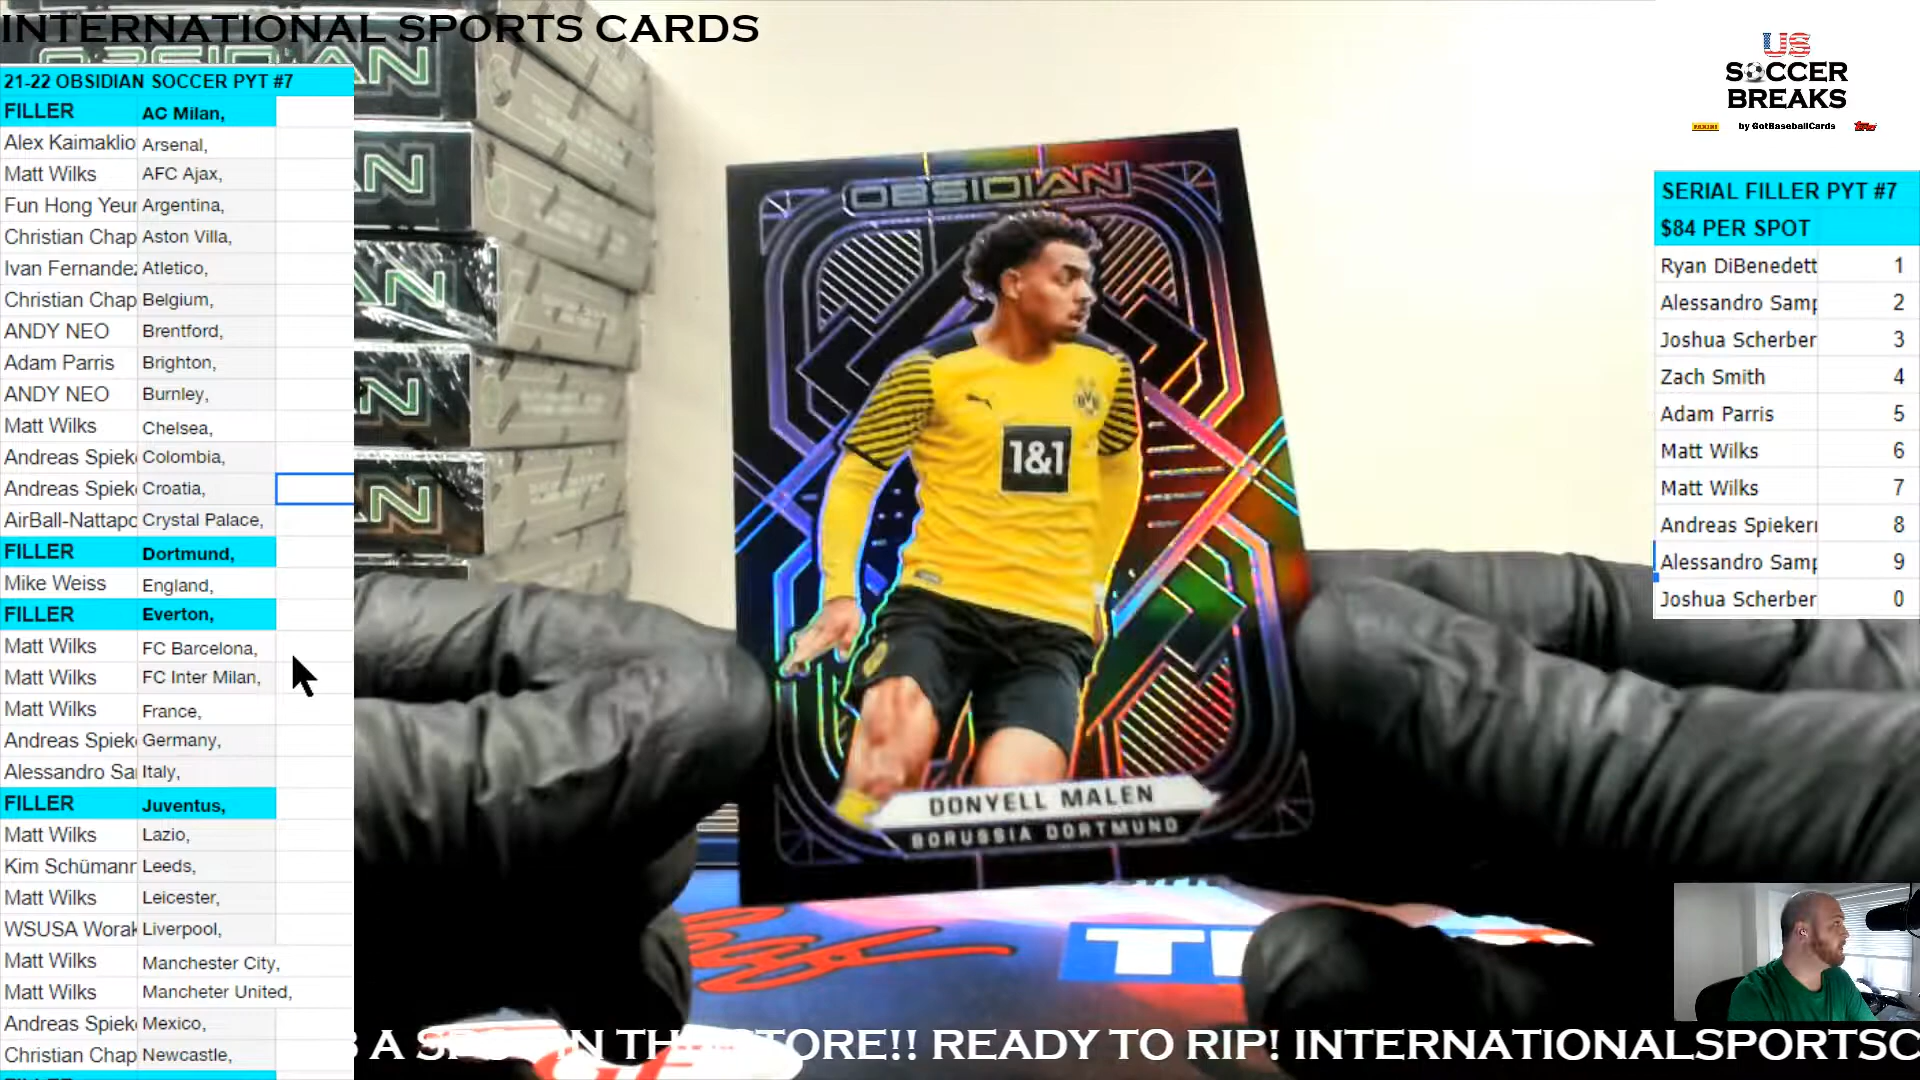 INTERNATIONAL SPORTS CARDS
21-22 OBSIDIAN SOCCER PYT #7
FILLER AC Milan,
Alex Kaimaklio Arsenal,
Matt Wilks AFC Ajax,
Fun Hong Yeur Argentina,
Christian Chap Aston Villa,
Ivan Fernandez Atletico,
Christian Chap Belgium,
ANDY NEO Brentford,
Adam Parris Brighton,
ANDY NEO Burnley,
Matt Wilks Chelsea,
Andreas Spiek Colombia,
Andreas Spiek Croatia,
AirBall-Nattapo Crystal Palace,
FILLER Dortmund,
Mike Weiss England,
FILLER Everton,
Matt Wilks FC Barcelona,
Matt Wilks FC Inter Milan,
Matt Wilks France,
Andreas Spiek Germany,
Alessandro Sa Italy,
FILLER Juventus,
Matt Wilks Lazio,
Kim Schümann Leeds,
Matt Wilks Leicester,
WSUSA Worak Liverpool,
Matt Wilks Manchester City,
Matt Wilks Mancheter United,
Andreas Spiek Mexico,
Christian Chap Newcastle,
OBSIDIAN
1&1
DONYELL MALEN
BORUSSIA DORTMUND
US
SOCCER
BREAKS
PANINI by GotBaseballCards Topps
SERIAL FILLER PYT #7
$84 PER SPOT
Ryan DiBenedett 1
Alessandro Samp 2
Joshua Scherber 3
Zach Smith 4
Adam Parris 5
Matt Wilks 6
Matt Wilks 7
Andreas Spieker 8
Alessandro Samp 9
Joshua Scherber 0
A SPOT IN THE STORE!! READY TO RIP! INTERNATIONALSPORTSC